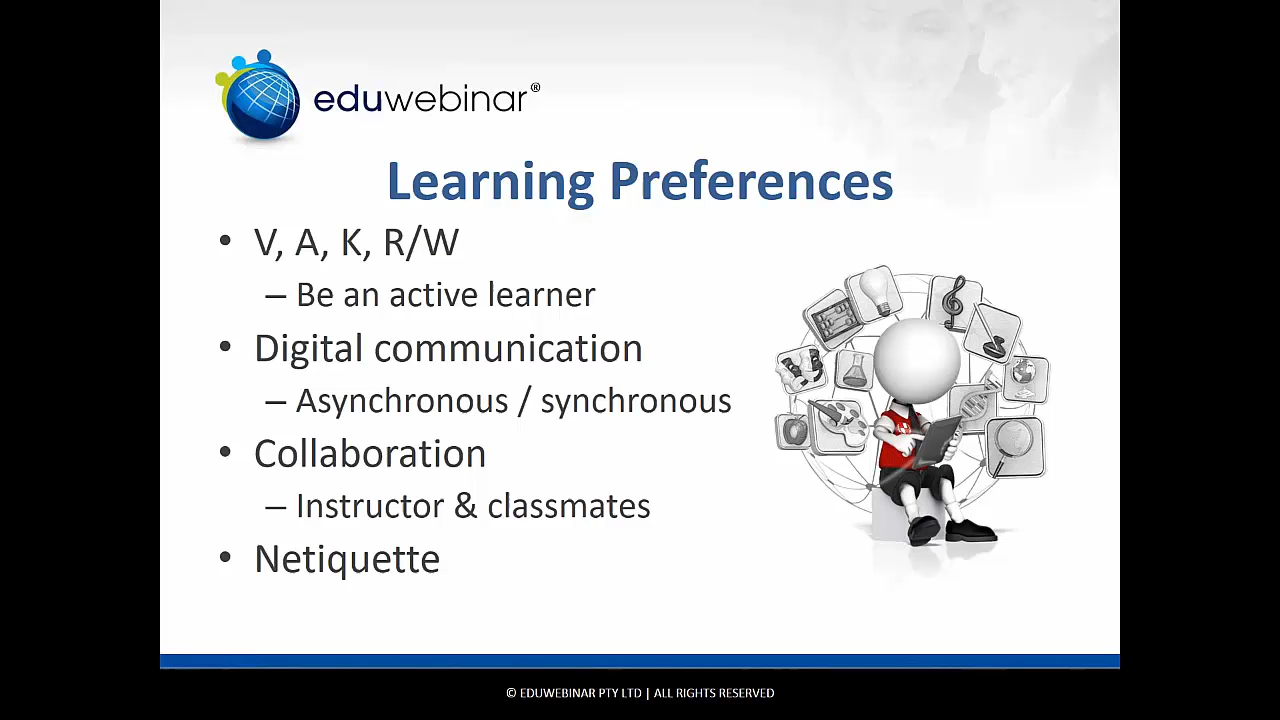 eduwebinar®
Learning Preferences
• V, A, K, R/W
– Be an active learner
• Digital communication
– Asynchronous / synchronous
• Collaboration
– Instructor & classmates
• Netiquette
© EDUWEBINAR PTY LTD | ALL RIGHTS RESERVED